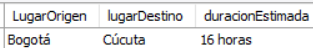 LugarOrigen lugarDestino duracionEstimada
Bogotá Cúcuta 16 horas